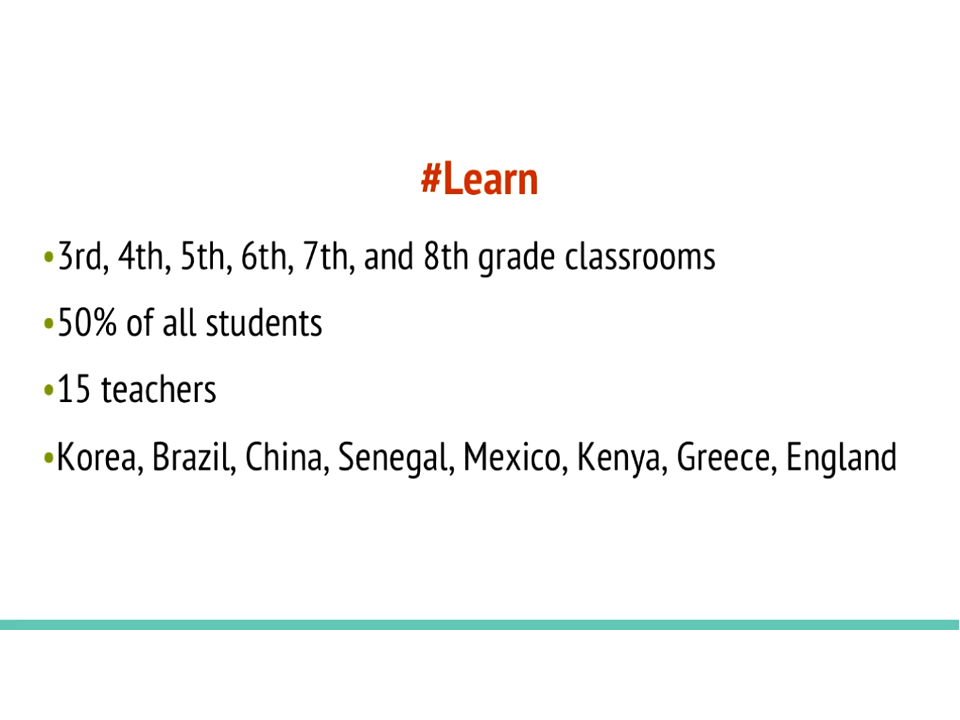 #Learn
•3rd, 4th, 5th, 6th, 7th, and 8th grade classrooms
•50% of all students
•15 teachers
•Korea, Brazil, China, Senegal, Mexico, Kenya, Greece, England